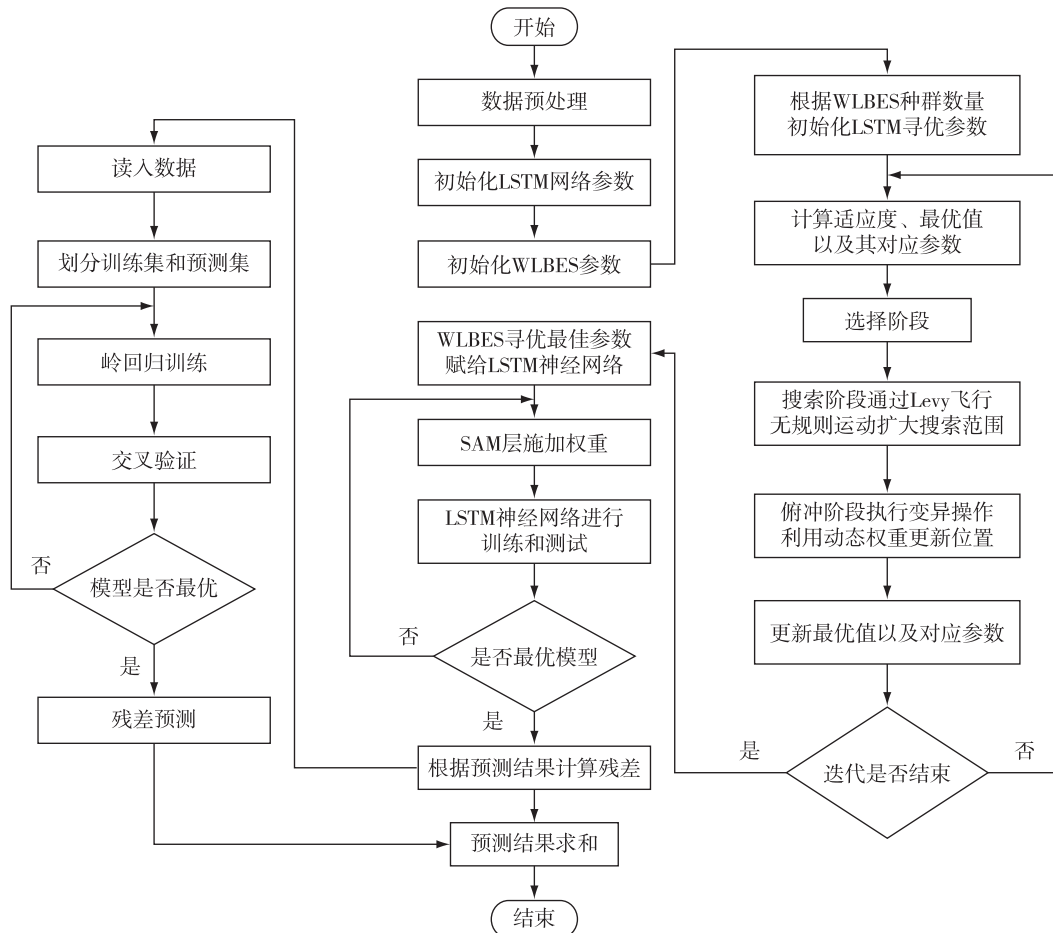 开始
数据预处理
初始化LSTM网络参数
初始化WLBES参数
根据WLBES种群数量
初始化LSTM寻优参数
计算适应度、最优值
以及其对应参数
选择阶段
搜索阶段通过Levy飞行
无规则运动扩大搜索范围
俯冲阶段执行变异操作
利用动态权重更新位置
更新最优值以及对应参数
迭代是否结束
是
否
WLBES寻优最佳参数
赋给LSTM神经网络
SAM层施加权重
LSTM神经网络进行
训练和测试
是否最优模型
否
是
根据预测结果计算残差
读入数据
划分训练集和预测集
岭回归训练
交叉验证
模型是否最优
否
是
残差预测
预测结果求和
结束